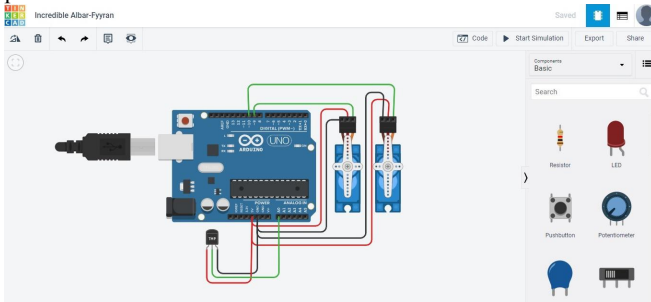 TIN
KER
CAD
Incredible Albar-Fyyran
Saved
Code
Start Simulation
Export
Share
Components
Basic
Search
DIGITAL (PWM~)
UNO
ARDUINO
POWER
ANALOG IN
TMP
Resistor
LED
Pushbutton
Potentiometer